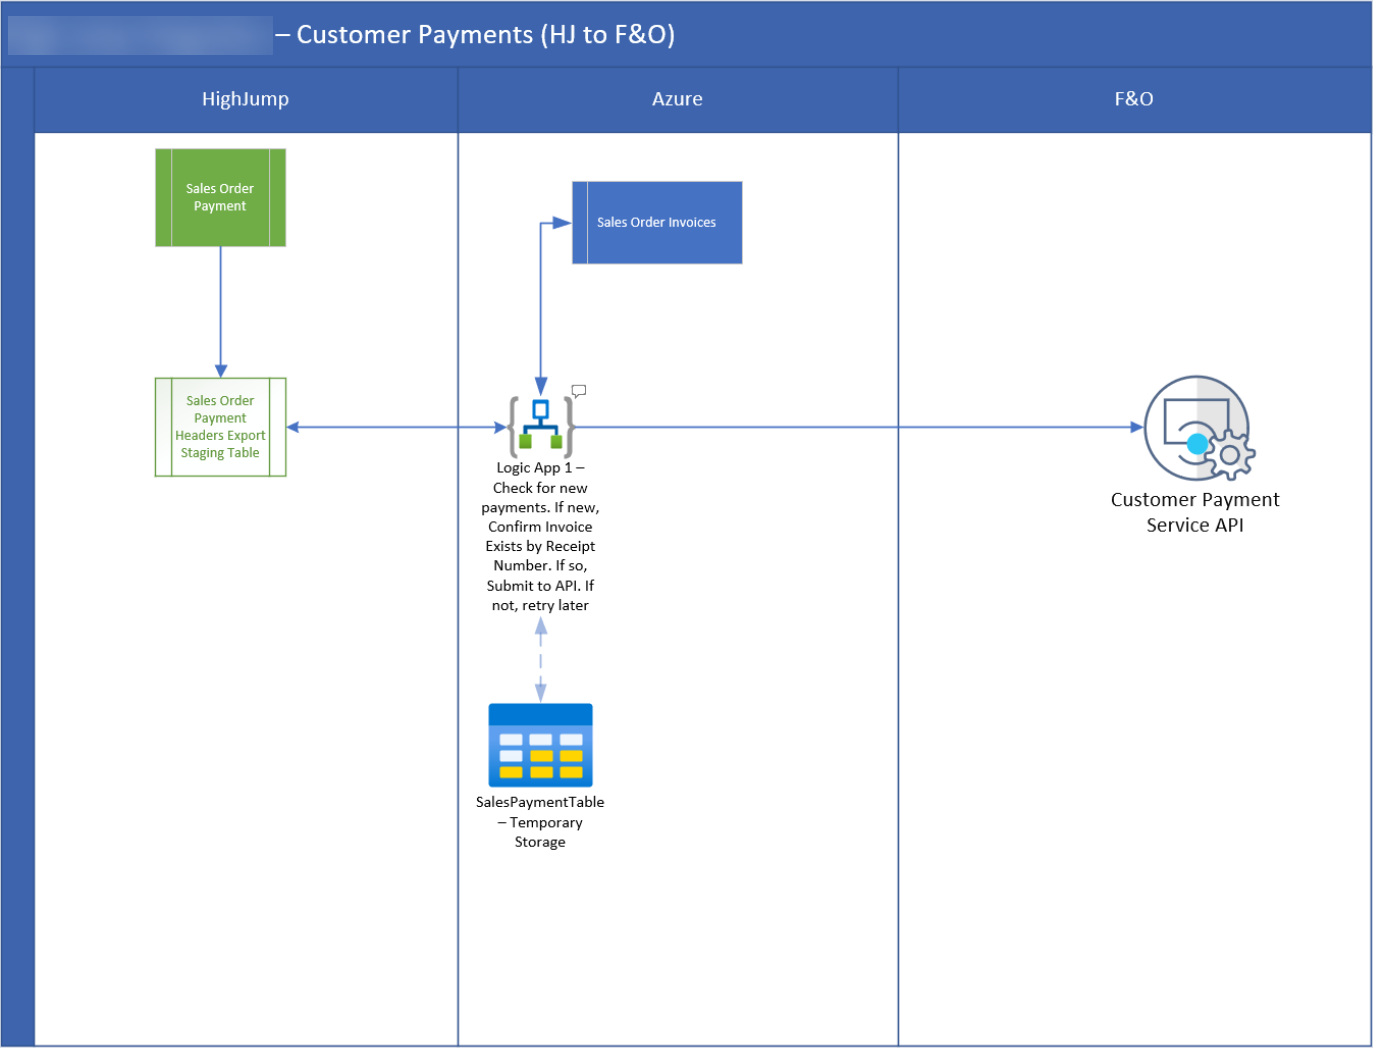 – Customer Payments (HJ to F&O)
HighJump
Azure
F&O
Sales Order
Payment
Sales Order Invoices
Sales Order
Payment
Headers Export
Staging Table
Logic App 1 –
Check for new
payments. If new,
Confirm Invoice
Exists by Receipt
Number. If so,
Submit to API. If
not, retry later
Customer Payment
Service API
SalesPaymentTable
– Temporary
Storage